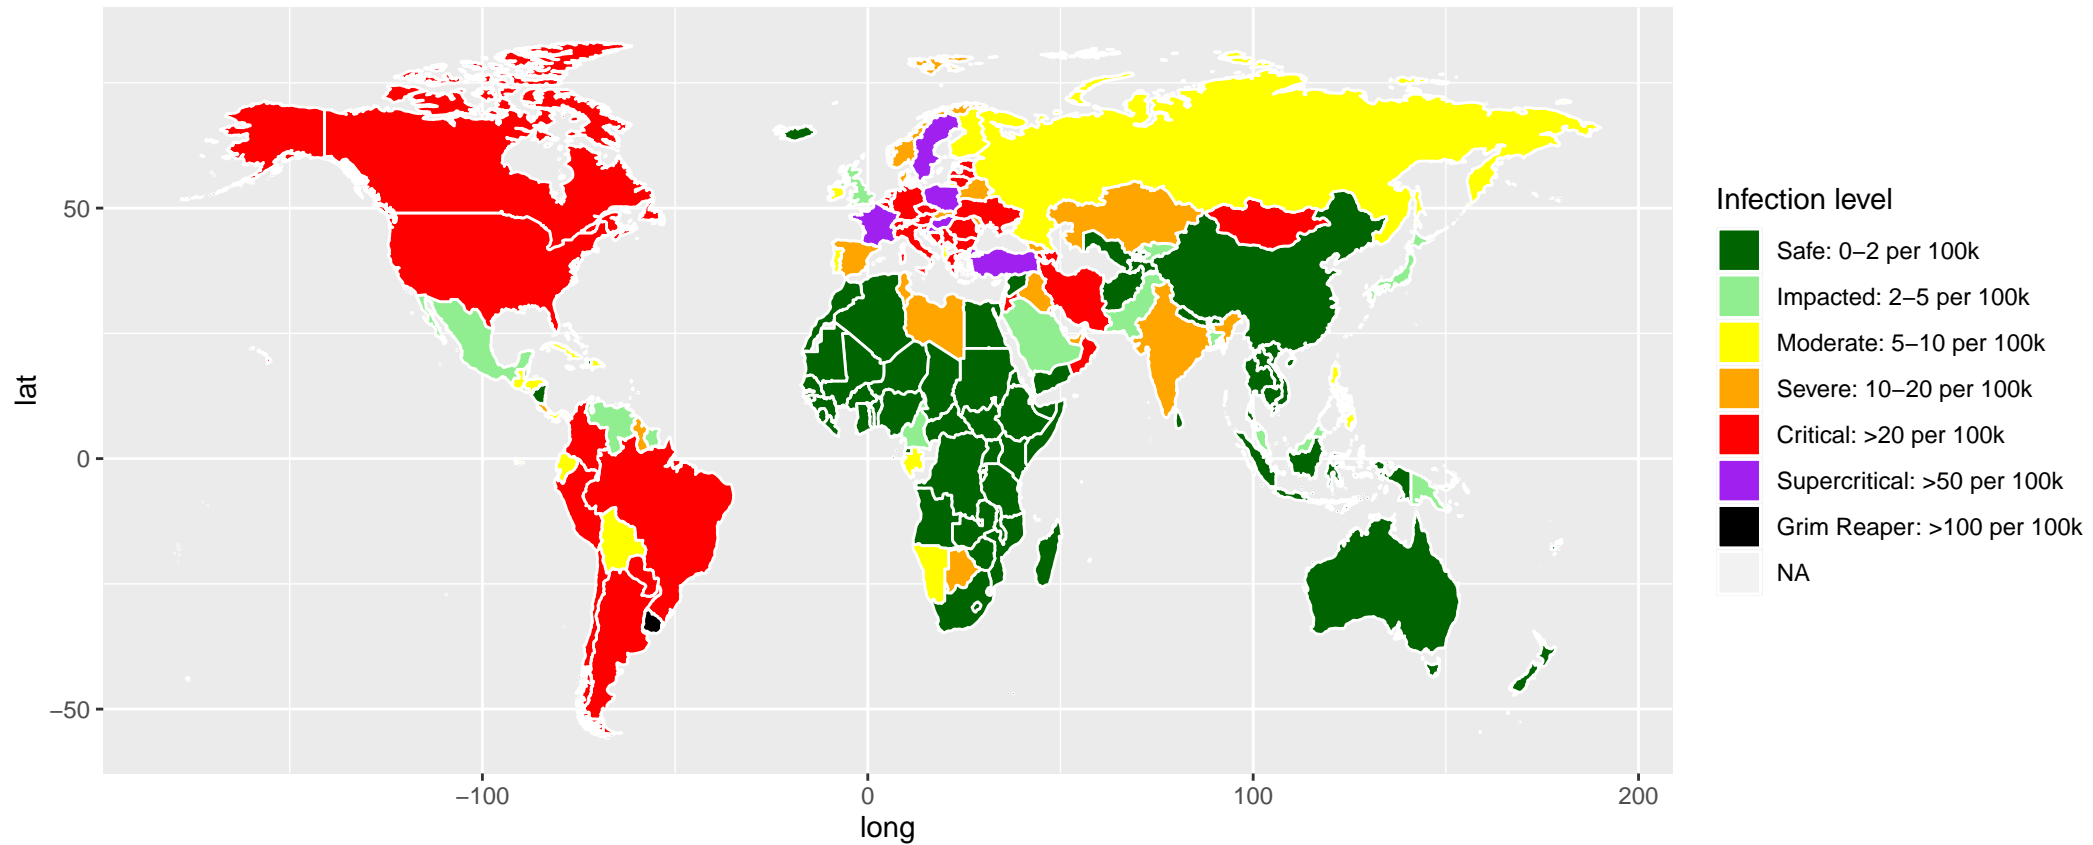 Infection level
Safe: 0–2 per 100k
Impacted: 2–5 per 100k
Moderate: 5–10 per 100k
Severe: 10–20 per 100k
Critical: >20 per 100k
Supercritical: >50 per 100k
Grim Reaper: >100 per 100k
NA
lat
50
0
−50
−100
0
100
200
long